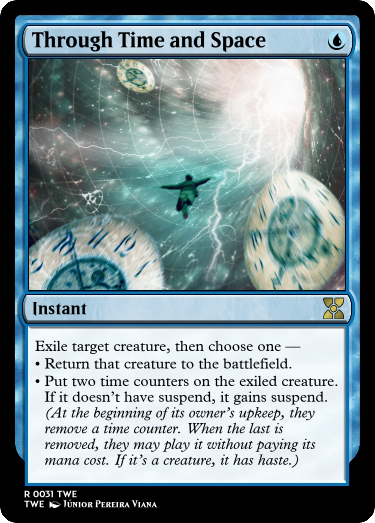 Through Time and Space
Instant
Exile target creature, then choose one —
• Return that creature to the battlefield.
• Put two time counters on the exiled creature.
If it doesn't have suspend, it gains suspend.
(At the beginning of its owner's upkeep, they
remove a time counter. When the last is
removed, they may play it without paying its
mana cost. If it's a creature, it has haste.)
R 0031 TWE
TWE Júnior Pereira Viana